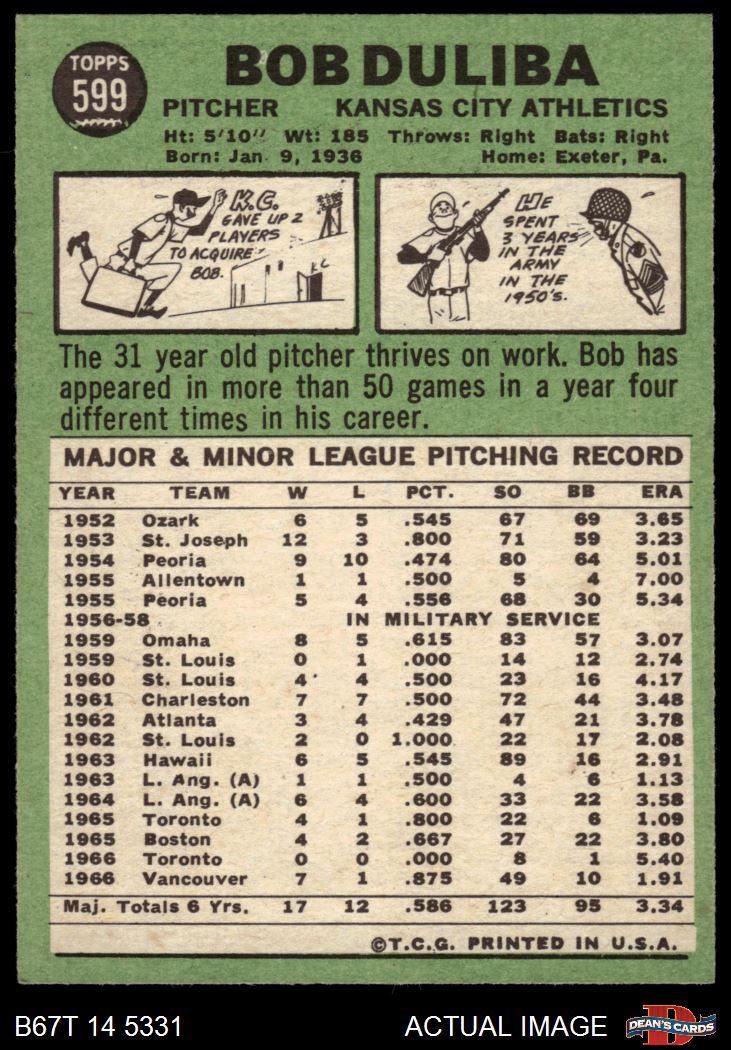 TOPPS
599
BOB DULIBA
PITCHER KANSAS CITY ATHLETICS
Ht: 5'10" Wt: 185 Throws: Right Bats: Right
Born: Jan 9, 1936 Home: Exeter, Pa.
K.C.
GAVE UP 2
PLAYERS
TO ACQUIRE
BOB.
K C
HE
SPENT
3 YEARS
IN THE
ARMY
IN THE
1950'S.
The 31 year old pitcher thrives on work. Bob has
appeared in more than 50 games in a year four
different times in his career.
MAJOR & MINOR LEAGUE PITCHING RECORD
YEAR TEAM W L PCT. SO BB ERA
1952 Ozark 6 5 .545 67 69 3.65
1953 St. Joseph 12 3 .800 71 59 3.23
1954 Peoria 9 10 .474 80 64 5.01
1955 Allentown 1 1 .500 5 4 7.00
1955 Peoria 5 4 .556 68 30 5.34
1956-58 IN MILITARY SERVICE
1959 Omaha 8 5 .615 83 57 3.07
1959 St. Louis 0 1 .000 14 12 2.74
1960 St. Louis 4 4 .500 23 16 4.17
1961 Charleston 7 7 .500 72 44 3.48
1962 Atlanta 3 4 .429 47 21 3.78
1962 St. Louis 2 0 1.000 22 17 2.08
1963 Hawaii 6 5 .545 89 16 2.91
1963 L. Ang. (A) 1 1 .500 4 6 1.13
1964 L. Ang. (A) 6 4 .600 33 22 3.58
1965 Toronto 4 1 .800 22 6 1.09
1965 Boston 4 2 .667 27 22 3.80
1966 Toronto 0 0 .000 8 1 5.40
1966 Vancouver 7 1 .875 49 10 1.91
Maj. Totals 6 Yrs. 17 12 .586 123 95 3.34
©T.C.G. PRINTED IN U.S.A.
B67T 14 5331 ACTUAL IMAGE
D
DEAN'S CARDS